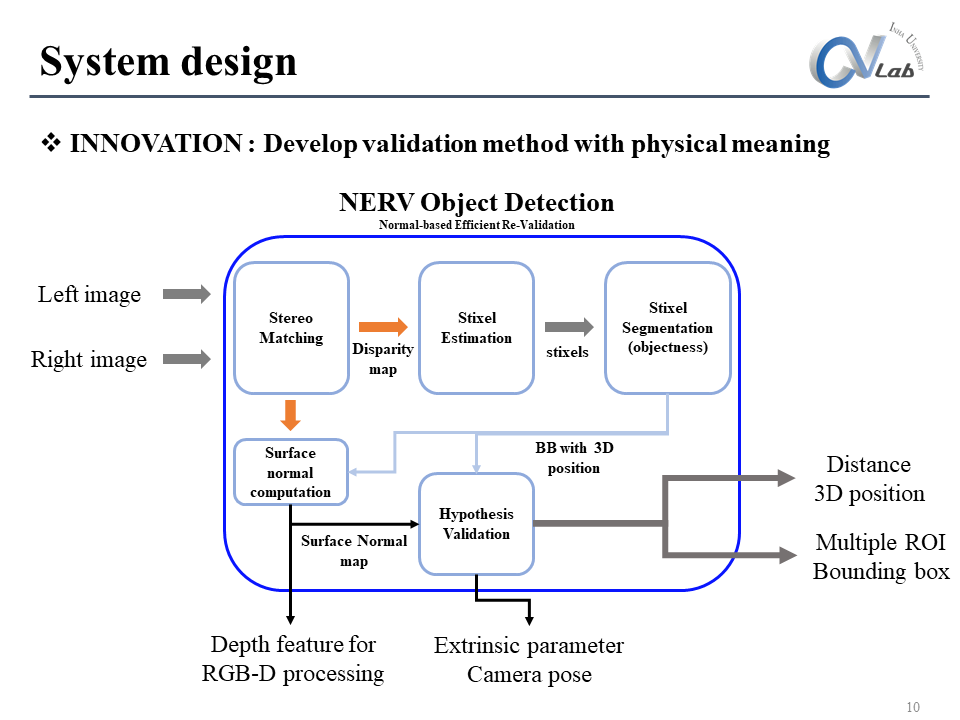 System design
INHA UNIVERSITY
CV Lab
❖ INNOVATION : Develop validation method with physical meaning
NERV Object Detection
Normal-based Efficient Re-Validation
Left image
Right image
Stereo
Matching
Disparity
map
Stixel
Estimation
stixels
Stixel
Segmentation
(objectness)
Surface
normal
computation
BB with 3D
position
Hypothesis
Validation
Surface Normal
map
Distance
3D position
Multiple ROI
Bounding box
Depth feature for
RGB-D processing
Extrinsic parameter
Camera pose
10